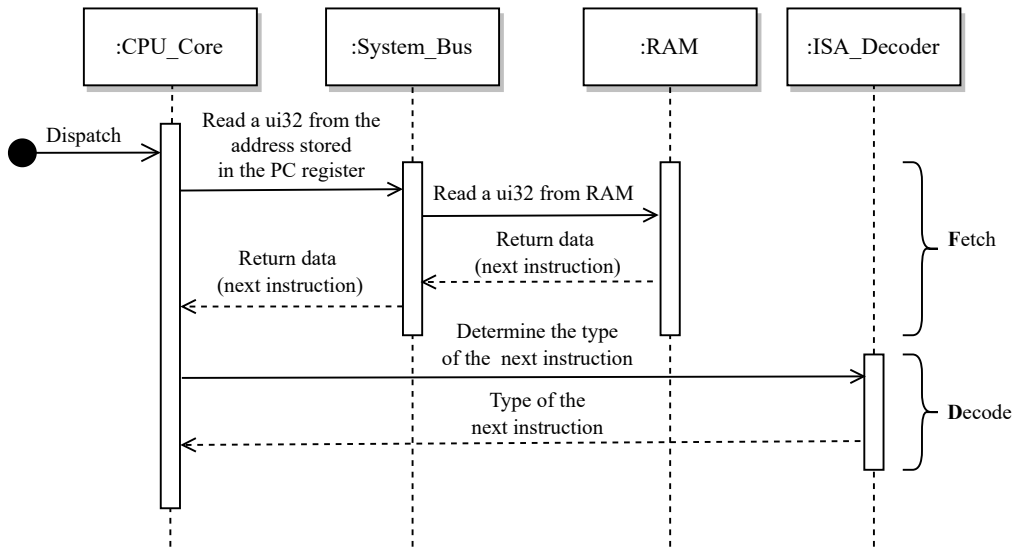 :CPU_Core
:System_Bus
:RAM
:ISA_Decoder
Dispatch
Read a ui32 from the
address stored
in the PC register
Read a ui32 from RAM
Return data
(next instruction)
Return data
(next instruction)
Fetch
Determine the type
of the  next instruction
Type of the
next instruction
Decode